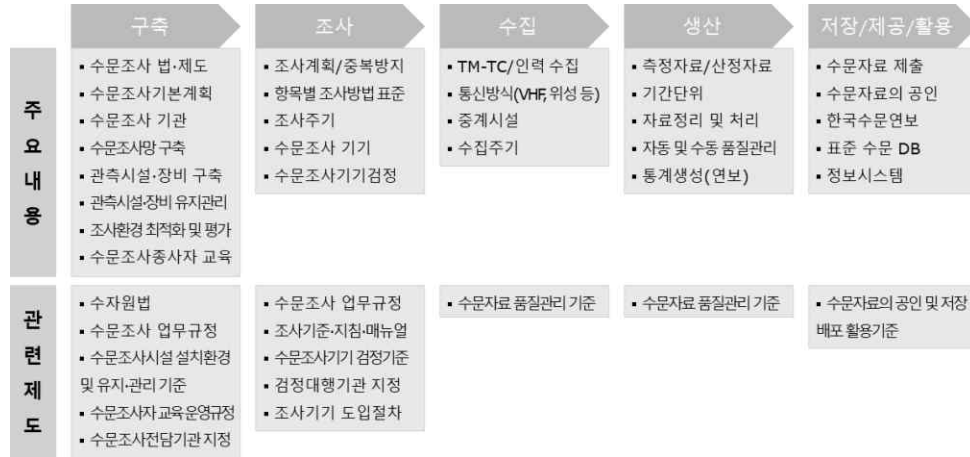 구축
조사
수집
생산
저장/제공/활용
주요내용
▪ 수문조사 법·제도
▪ 수문조사기본계획
▪ 수문조사 기관
▪ 수문조사망 구축
▪ 관측시설·장비 구축
▪ 관측시설·장비 유지관리
▪ 조사환경 최적화 및 평가
▪ 수문조사종사자 교육
▪ 조사계획/중복방지
▪ 항목별 조사방법 표준
▪ 조사주기
▪ 수문조사 기기
▪ 수문조사기기검정
▪ TM-TC/인력 수집
▪ 통신방식(VHF, 위성 등)
▪ 중계시설
▪ 수집주기
▪ 측정자료/산정자료
▪ 기간단위
▪ 자료정리 및 처리
▪ 자동 및 수동 품질관리
▪ 통계생성(연보)
▪ 수문자료 제출
▪ 수문자료의 공인
▪ 한국수문연보
▪ 표준 수문 DB
▪ 정보시스템
관련제도
▪ 수자원법
▪ 수문조사 업무규정
▪ 수문조사시설 설치환경
및 유지·관리 기준
▪ 수문조사자 교육 운영규정
▪ 수문조사전담기관 지정
▪ 수문조사 업무규정
▪ 조사기준·지침·매뉴얼
▪ 수문조사기기 검정기준
▪ 검정대행기관 지정
▪ 조사기기 도입절차
▪ 수문자료 품질관리 기준
▪ 수문자료 품질관리 기준
▪ 수문자료의 공인 및 저장
배포 활용기준